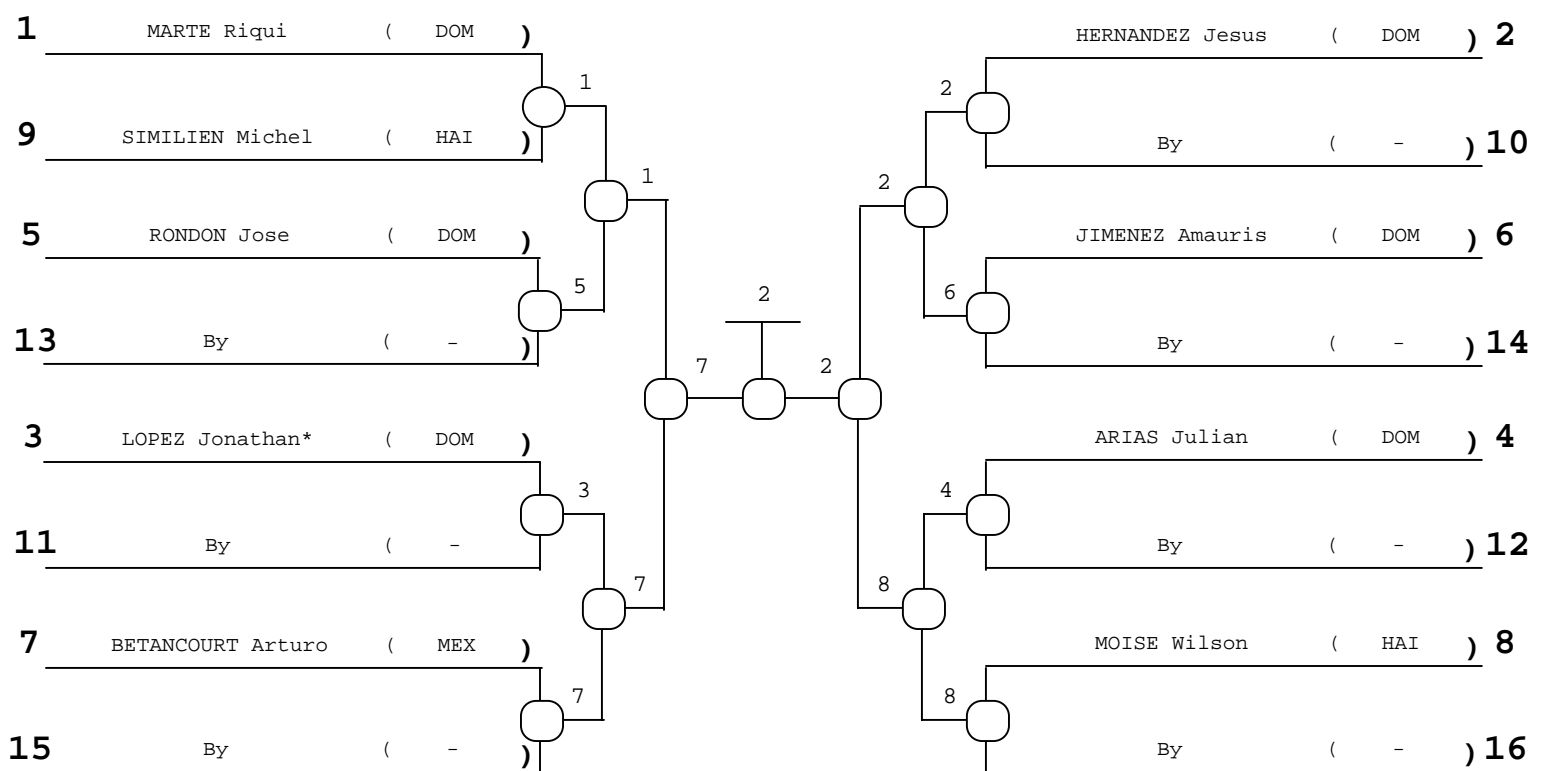 1 MARTE Riqui ( DOM )
1
9 SIMILIEN Michel ( HAI )
1
5 RONDON Jose ( DOM )
5
13 By ( - )
7
3 LOPEZ Jonathan* ( DOM )
3
11 By ( - )
7
7 BETANCOURT Arturo ( MEX )
7
15 By ( - )
2
HERNANDEZ Jesus ( DOM ) 2
2
By ( - ) 10
2
JIMENEZ Amauris ( DOM ) 6
6
By ( - ) 14
2
ARIAS Julian ( DOM ) 4
4
By ( - ) 12
8
MOISE Wilson ( HAI ) 8
8
By ( - ) 16